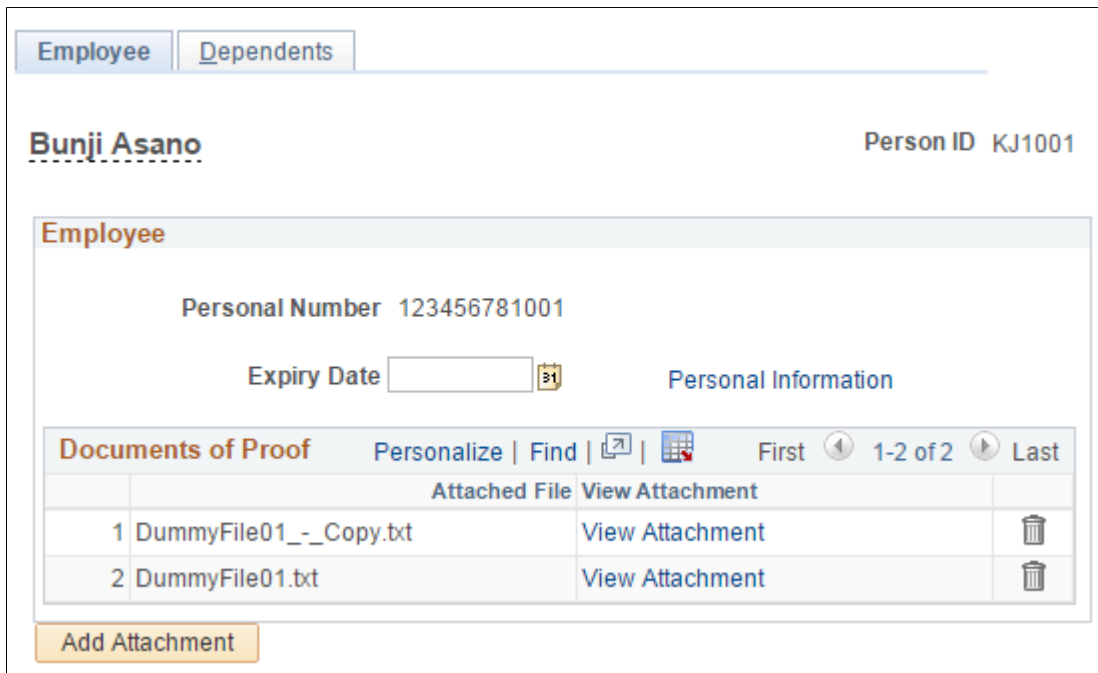 Employee Dependents
Bunji Asano Person ID KJ1001
Employee
Personal Number 123456781001
Expiry Date 31 Personal Information
Documents of Proof Personalize | Find | | First 1-2 of 2 Last
Attached File View Attachment
1 DummyFile01_-_Copy.txt View Attachment
2 DummyFile01.txt View Attachment
Add Attachment